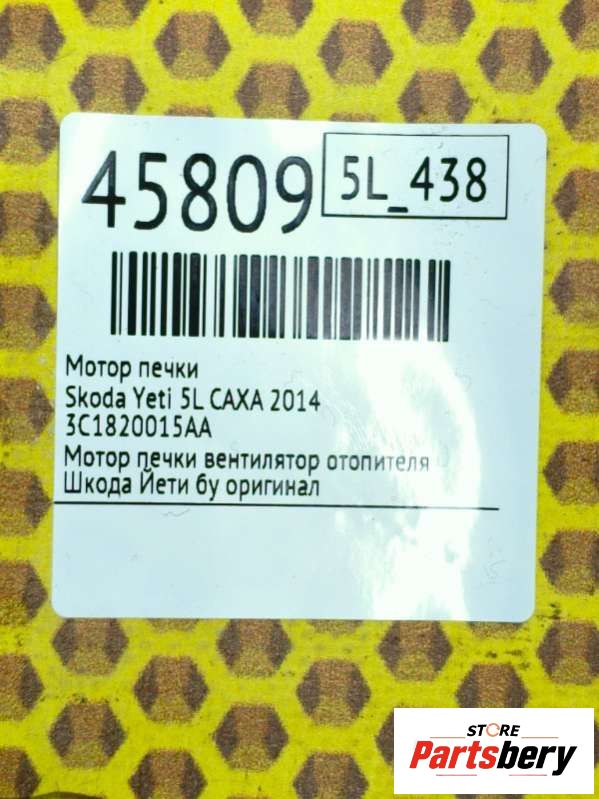 45809
5L_438
Мотор печки
Skoda Yeti 5L CAXA 2014
3C1820015AA
Мотор печки вентилятор отопителя
Шкода Йети бу оригинал
STORE
Partsbery